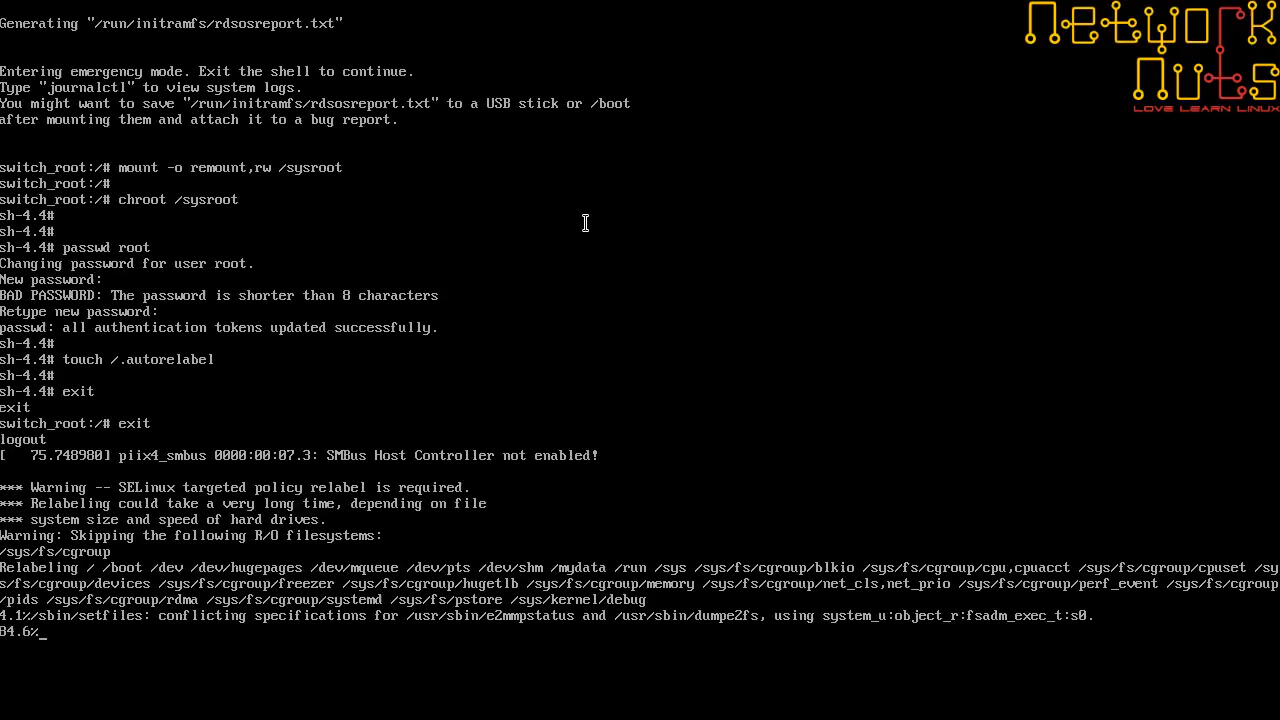 Generating "/run/initramfs/rdsosreport.txt"
Network
Nuts
LOVE LEARN LINUX
Entering emergency mode. Exit the shell to continue.
Type "journalctl" to view system logs.
You might want to save "/run/initramfs/rdsosreport.txt" to a USB stick or /boot
after mounting them and attach it to a bug report.
switch_root:/# mount -o remount,rw /sysroot
switch_root:/#
switch_root:/# chroot /sysroot
sh-4.4#
sh-4.4#
sh-4.4# passwd root
Changing password for user root.
New password:
BAD PASSWORD: The password is shorter than 8 characters
Retype new password:
passwd: all authentication tokens updated successfully.
sh-4.4#
sh-4.4# touch /.autorelabel
sh-4.4#
sh-4.4# exit
exit
switch_root:/# exit
logout
[   75.748980] piix4_smbus 0000:00:07.3: SMBus Host Controller not enabled!
*** Warning -- SELinux targeted policy relabel is required.
*** Relabeling could take a very long time, depending on file
*** system size and speed of hard drives.
Warning: Skipping the following R/O filesystems:
/sys/fs/cgroup
Relabeling / /boot /dev /dev/hugepages /dev/mqueue /dev/pts /dev/shm /mydata /run /sys /sys/fs/cgroup/blkio /sys/fs/cgroup/cpu,cpuacct /sys/fs/cgroup/cpuset /sy
s/fs/cgroup/devices /sys/fs/cgroup/freezer /sys/fs/cgroup/hugetlb /sys/fs/cgroup/memory /sys/fs/cgroup/net_cls,net_prio /sys/fs/cgroup/perf_event /sys/fs/cgroup
/pids /sys/fs/cgroup/rdma /sys/fs/cgroup/systemd /sys/fs/pstore /sys/kernel/debug
4.1%/sbin/setfiles: conflicting specifications for /usr/sbin/e2mmpstatus and /usr/sbin/dumpe2fs, using system_u:object_r:fsadm_exec_t:s0.
84.6%_